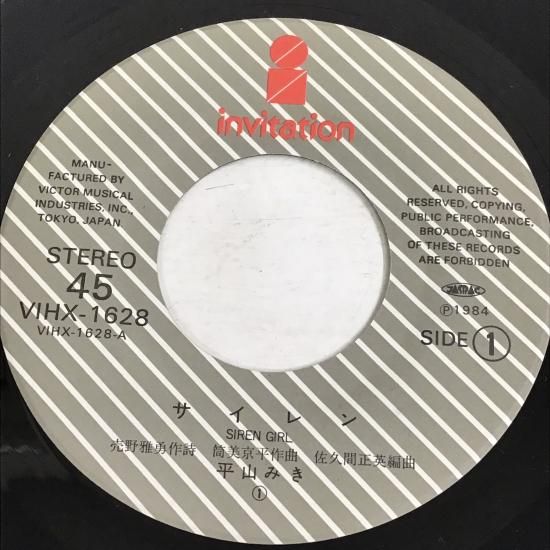 invitation
MANU-
FACTURED BY
VICTOR MUSICAL
INDUSTRIES, INC.,
TOKYO, JAPAN
STEREO
45
VIHX-1628
VIHX-1628-A
ALL RIGHTS
RESERVED, COPYING,
PUBLIC PERFORMANCE,
BROADCASTING
OF THESE RECORDS
ARE FORBIDDEN
JASRAC
Ⓟ1984
SIDE ①
サイレン
SIREN GIRL
売野雅勇作詩 筒美京平作曲 佐久間正英編曲
平山みき
①